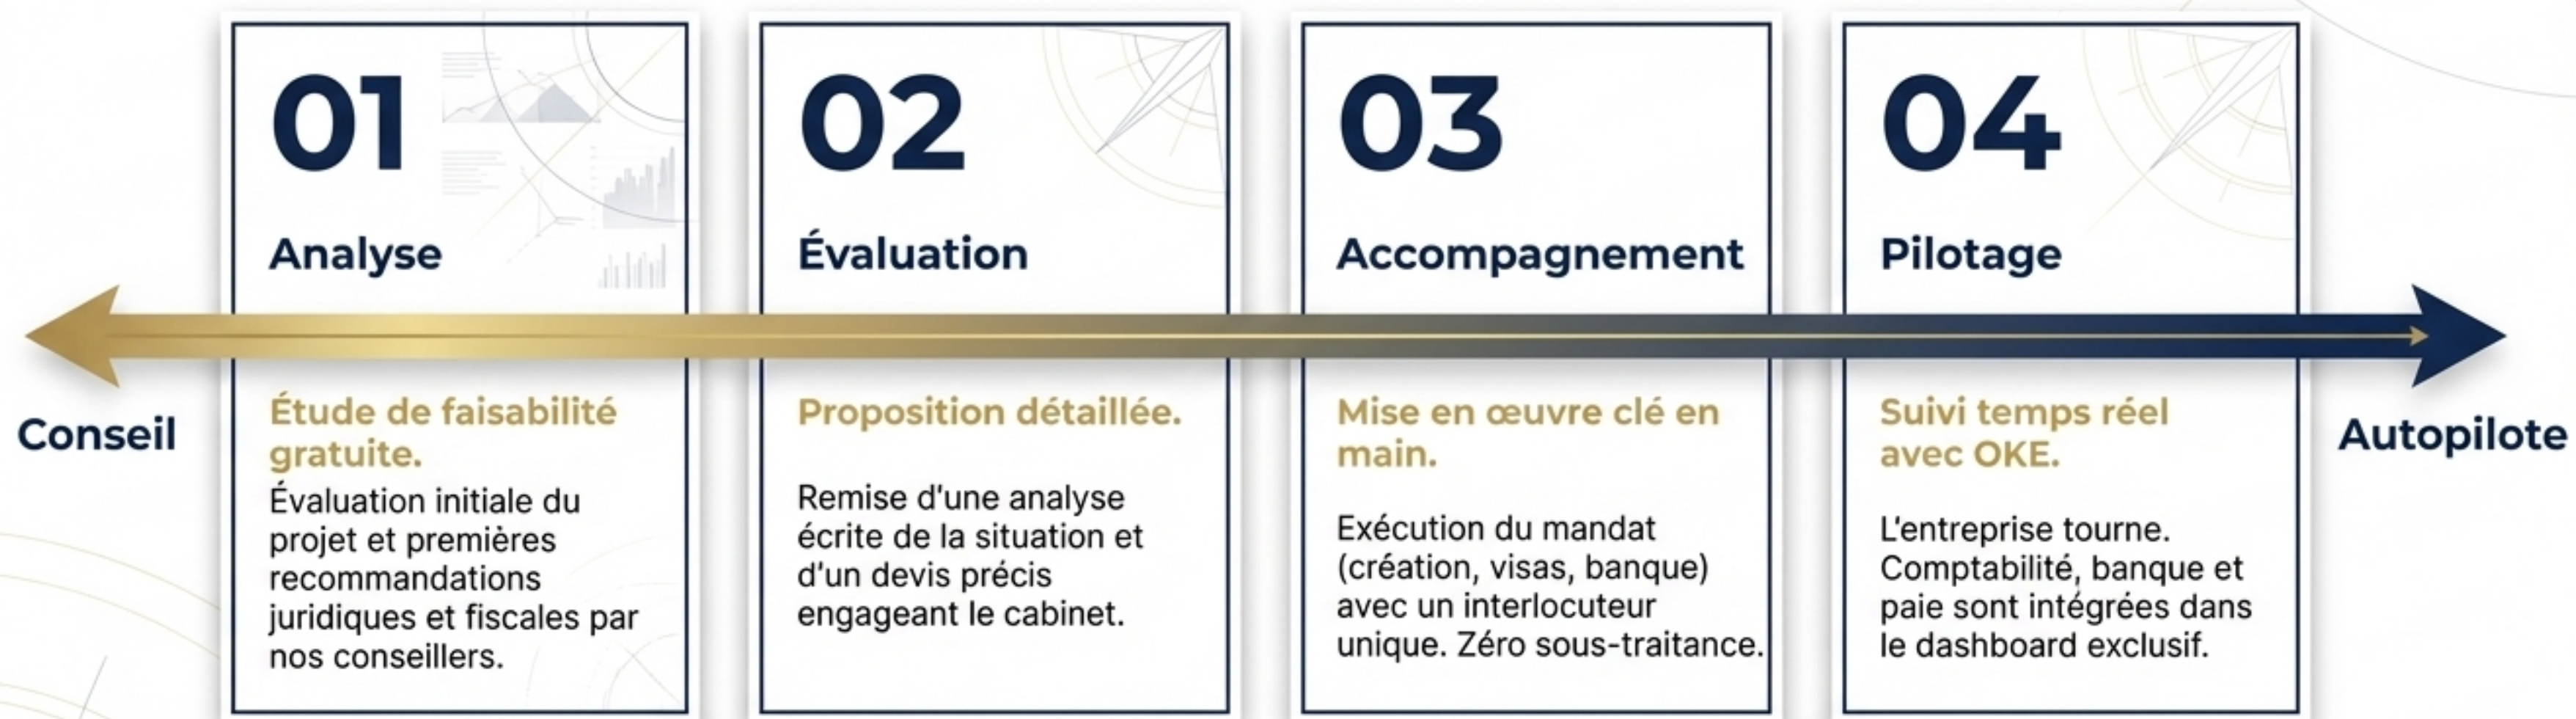 01
Analyse
Étude de faisabilité
gratuite.
Évaluation initiale du
projet et premières
recommandations
juridiques et fiscales par
nos conseillers.
02
Évaluation
Proposition détaillée.
Remise d'une analyse
écrite de la situation et
d'un devis précis
engageant le cabinet.
03
Accompagnement
Mise en œuvre clé en
main.
Exécution du mandat
(création, visas, banque)
avec un interlocuteur
unique. Zéro sous-traitance.
04
Pilotage
Suivi temps réel
avec OKE.
L'entreprise tourne.
Comptabilité, banque et
paie sont intégrées dans
le dashboard exclusif.
Conseil
Autopilote